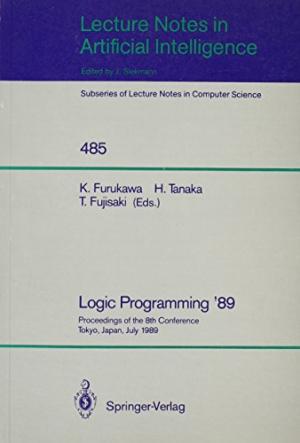 Lecture Notes in
Artificial Intelligence
Edited by J. Siekmann
Subseries of Lecture Notes in Computer Science
485
K. Furukawa H. Tanaka
T. Fujisaki (Eds.)
Logic Programming '89
Proceedings of the 8th Conference
Tokyo, Japan, July 1989
Springer-Verlag